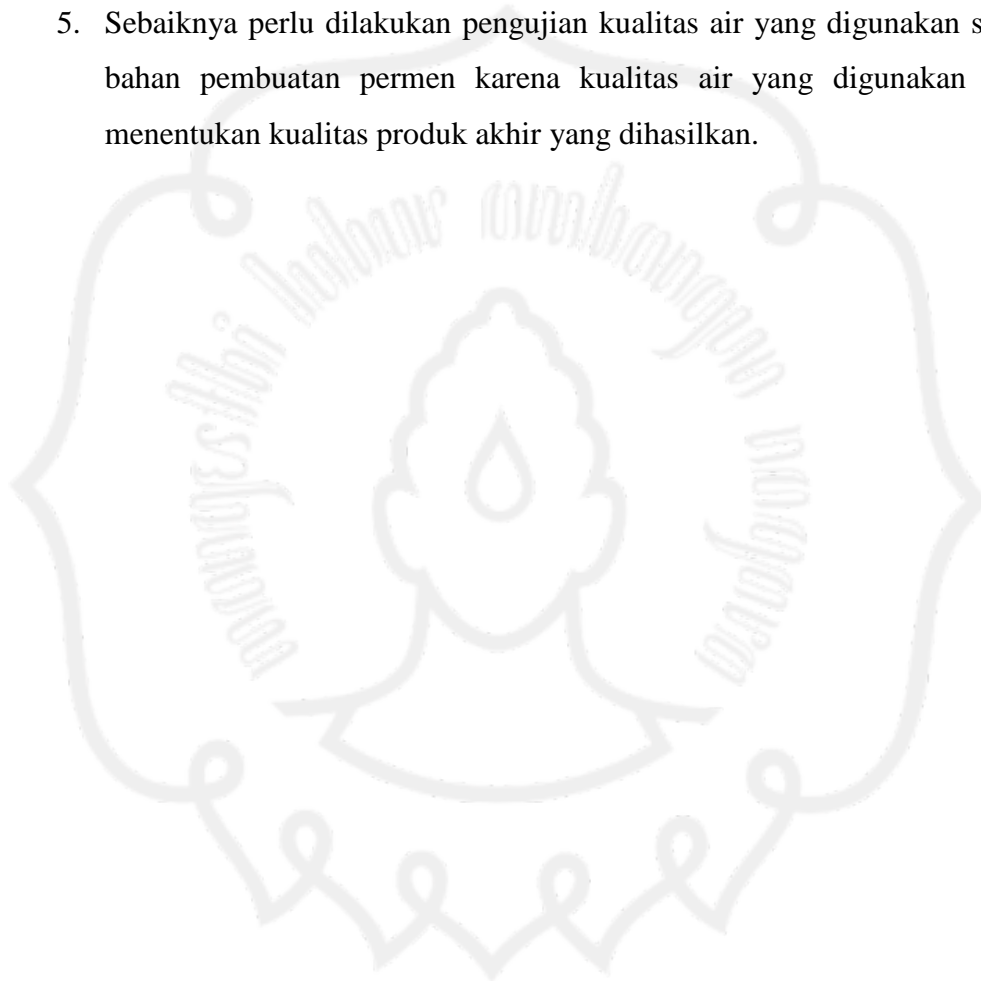 5. Sebaiknya perlu dilakukan pengujian kualitas air yang digunakan s
bahan pembuatan permen karena kualitas air yang digunakan
menentukan kualitas produk akhir yang dihasilkan.